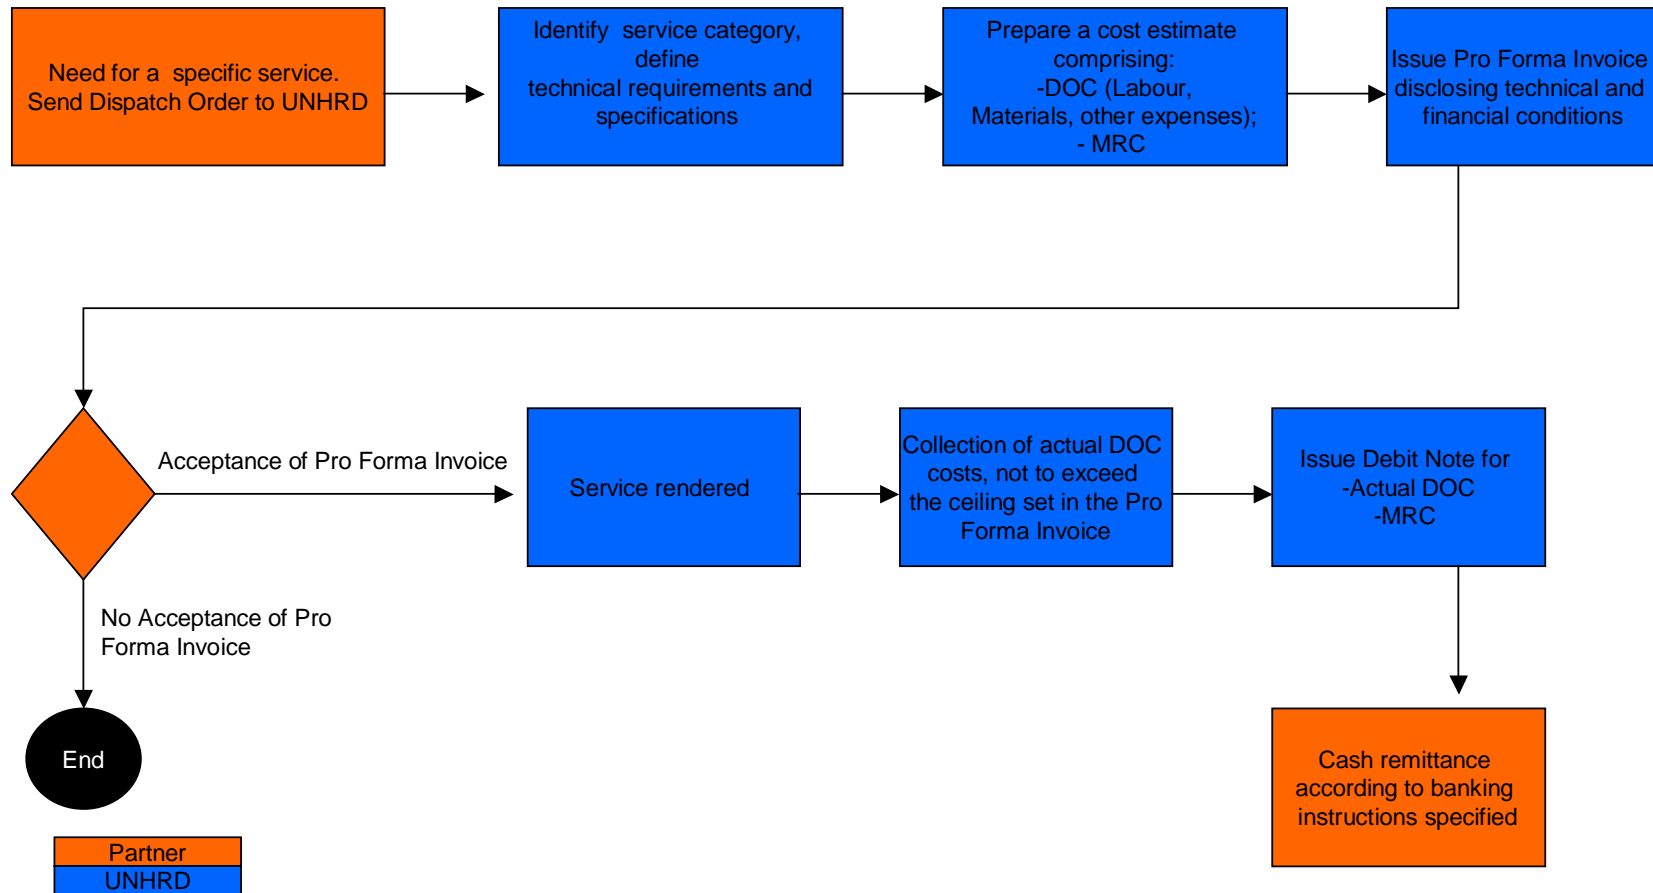 Need for a specific service.
Send Dispatch Order to UNHRD
Identify service category,
define
technical requirements and
specifications
Prepare a cost estimate
comprising:
-DOC (Labour,
Materials, other expenses);
- MRC
Issue Pro Forma Invoice
disclosing technical and
financial conditions
Acceptance of Pro Forma Invoice
Service rendered
Collection of actual DOC
costs, not to exceed
the ceiling set in the Pro
Forma Invoice
Issue Debit Note for
-Actual DOC
-MRC
No Acceptance of Pro
Forma Invoice
End
Cash remittance
according to banking
instructions specified
Partner
UNHRD